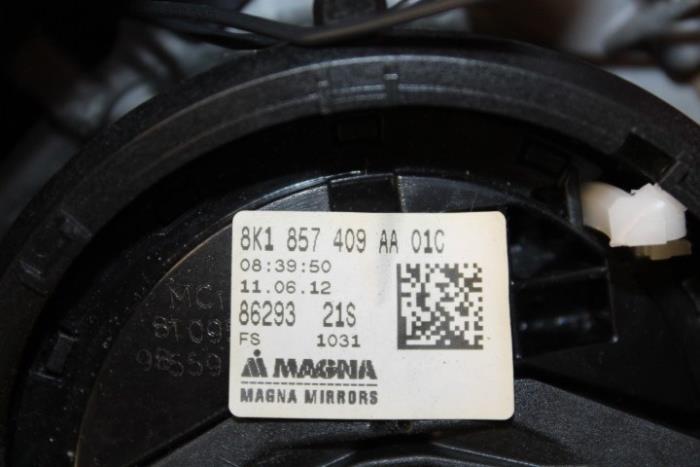 8K1 857 409 AA 01C
08:39:50
11.06.12
86293 21S
FS 1031
MAGNA
MAGNA MIRRORS